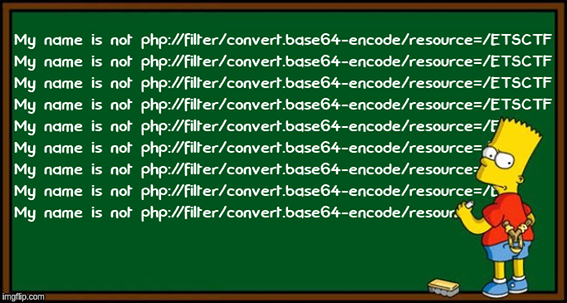 My name is not php://filter/convert.base64-encode/resource=/ETSCTF
My name is not php://filter/convert.base64-encode/resource=/ETSCTF
My name is not php://filter/convert.base64-encode/resource=/ETSCTF
My name is not php://filter/convert.base64-encode/resource=/ETSCTF
My name is not php://filter/convert.base64-encode/resource=/E
My name is not php://filter/convert.base64-encode/resource=
My name is not php://filter/convert.base64-encode/resource=
My name is not php://filter/convert.base64-encode/resource=/E
My name is not php://filter/convert.base64-encode/resour
imgflip.com